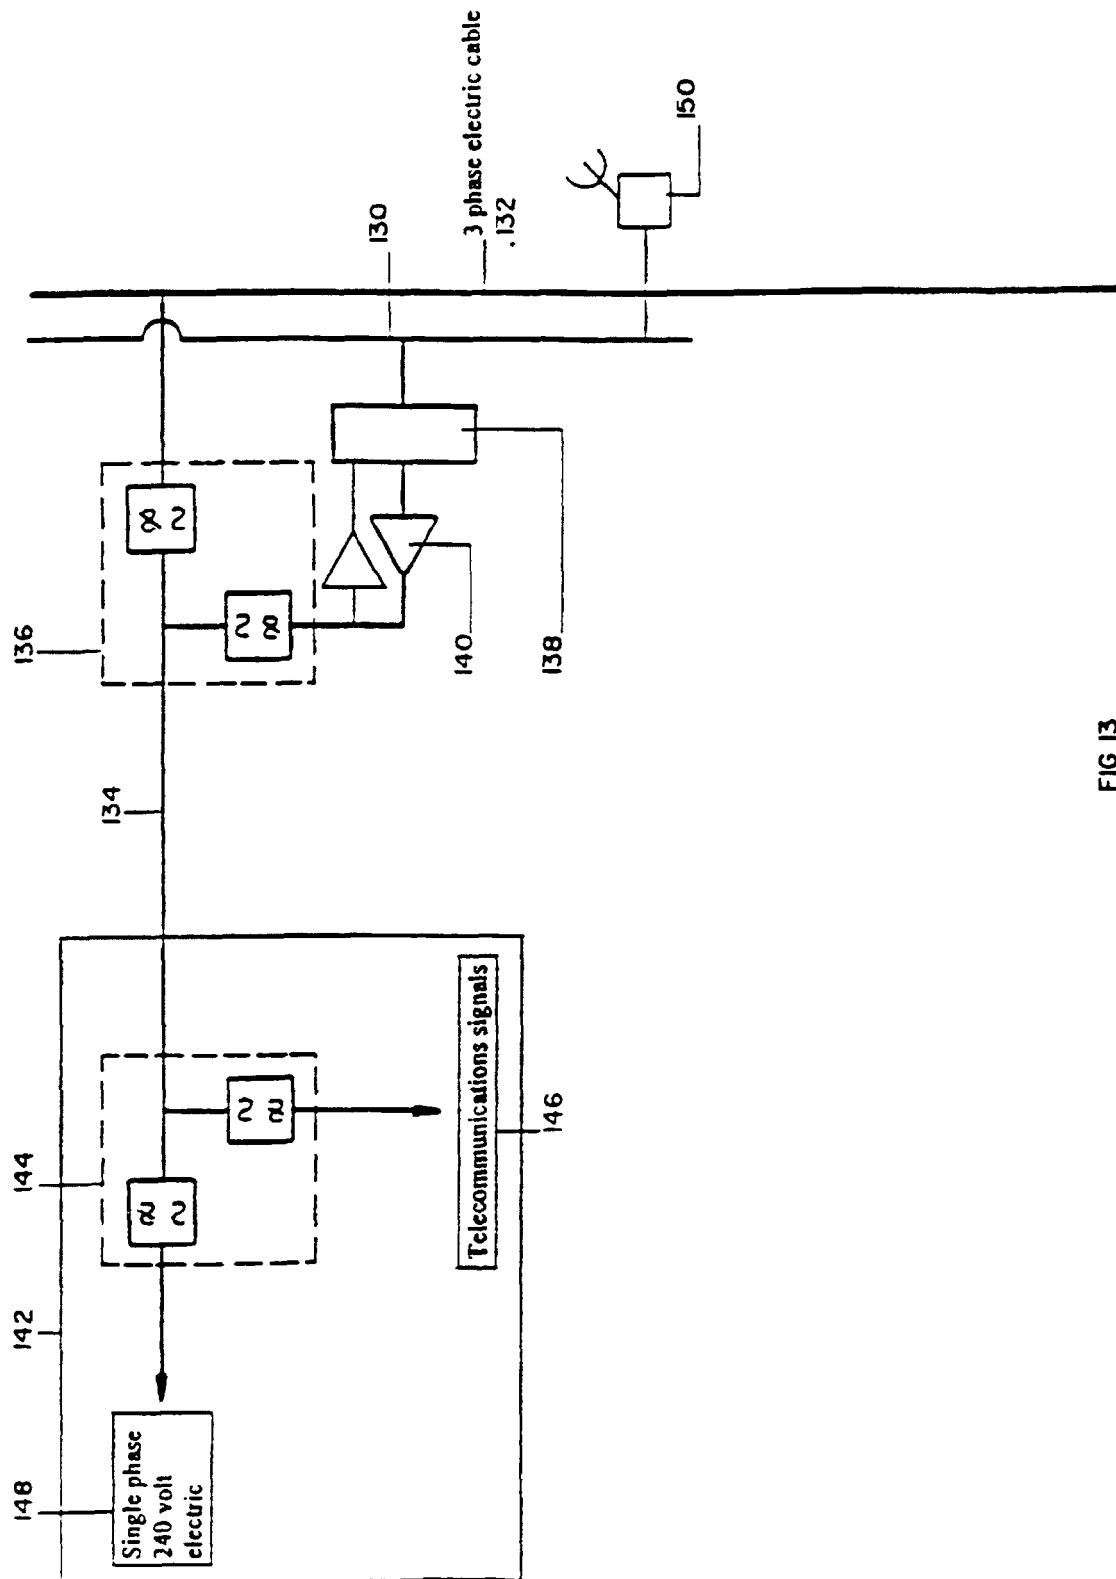 148
142
144
134
136
Single phase
240 volt
electric
Telecommunications signals
146
140
138
130
3 phase electric cable
.132
150
FIG 13